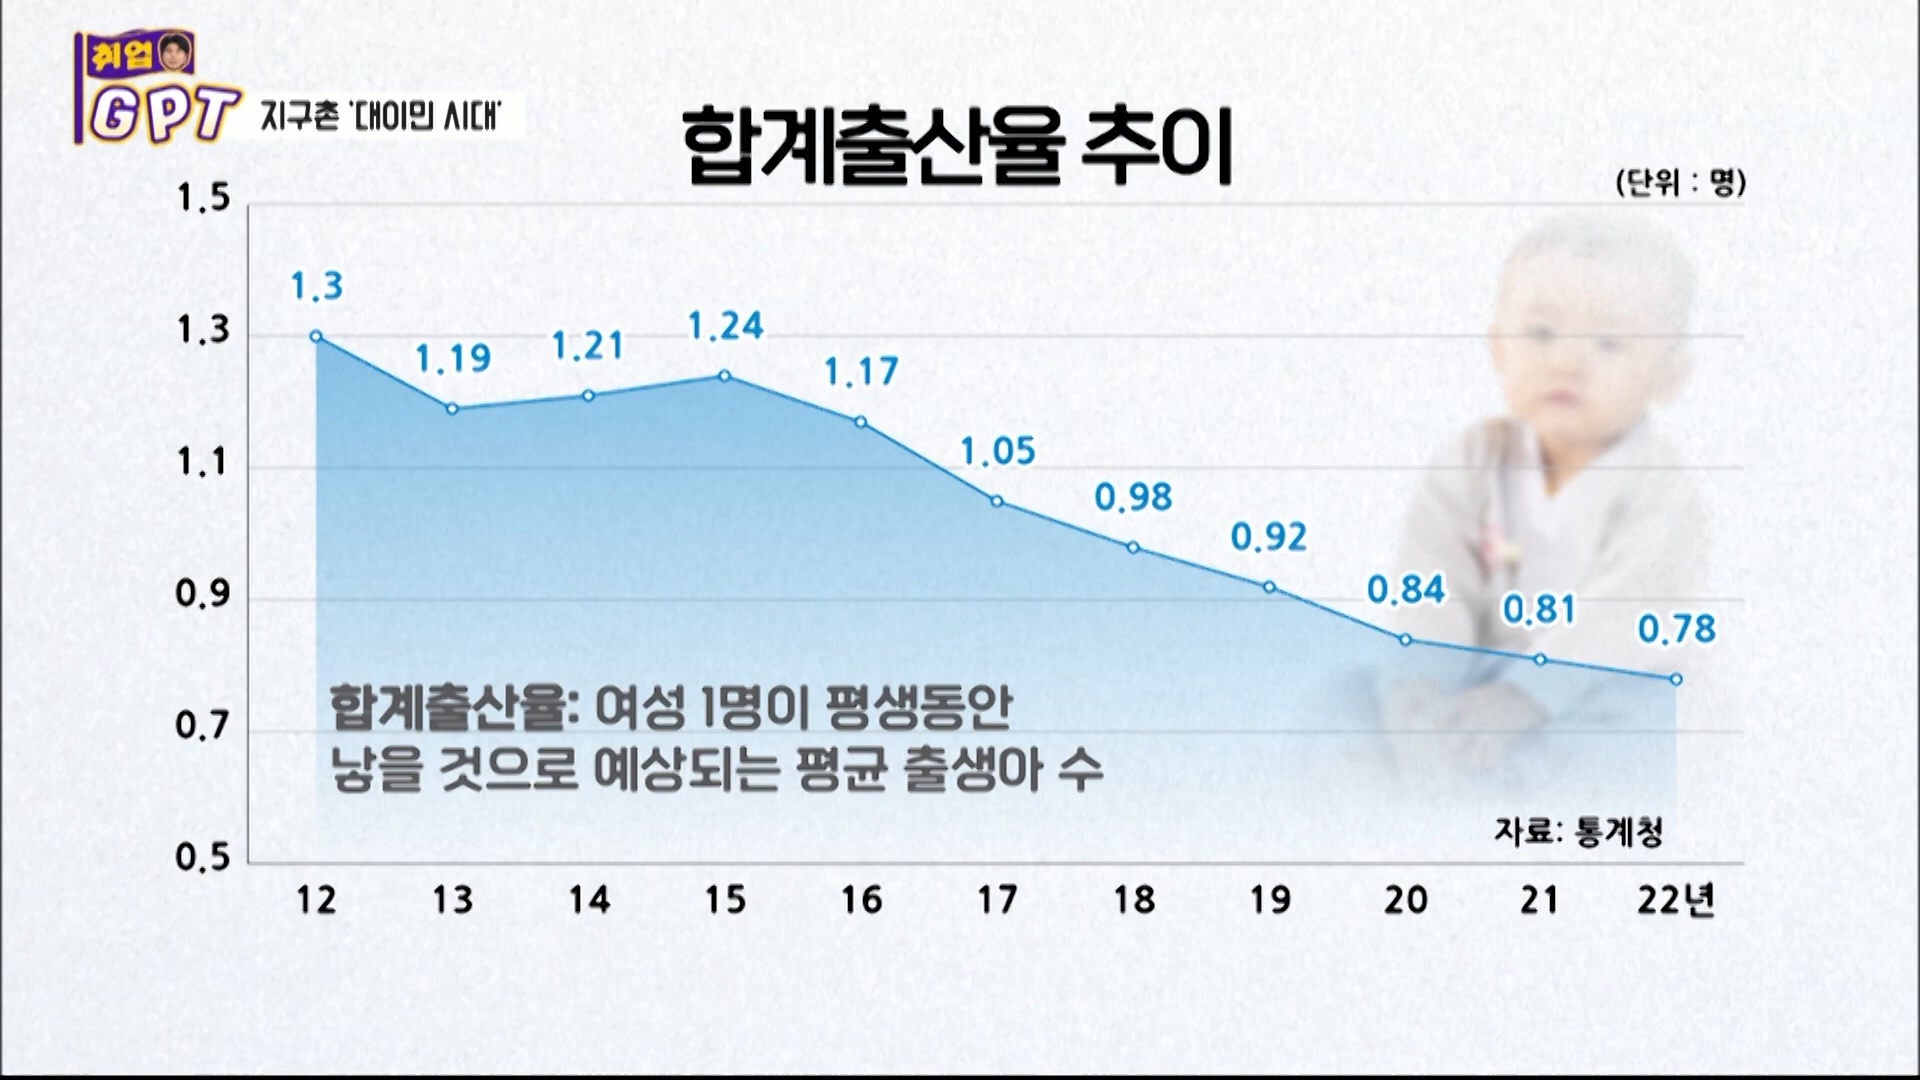 취업
GPT
지구촌 '대이민 시대'
합계출산율 추이
(단위 : 명)
1.5
1.3
1.1
0.9
0.7
0.5
1.3
1.19
1.21
1.24
1.17
1.05
0.98
0.92
0.84
0.81
0.78
합계출산율: 여성 1명이 평생동안
낳을 것으로 예상되는 평균 출생아 수
자료: 통계청
12 13 14 15 16 17 18 19 20 21 22년